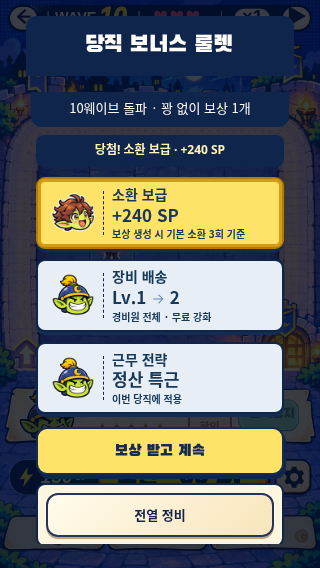 WAVE 10
×1
당직 보너스 룰렛
10웨이브 돌파 · 꽝 없이 보상 1개
당첨! 소환 보급 · +240 SP
소환 보급
+240 SP
보상 생성 시 기본 소환 3회 기준
장비 배송
Lv.1 → 2
경비원 전체 · 무료 강화
근무 전략
정산 특근
이번 당직에 적용
보상 받고 계속
전열 정비